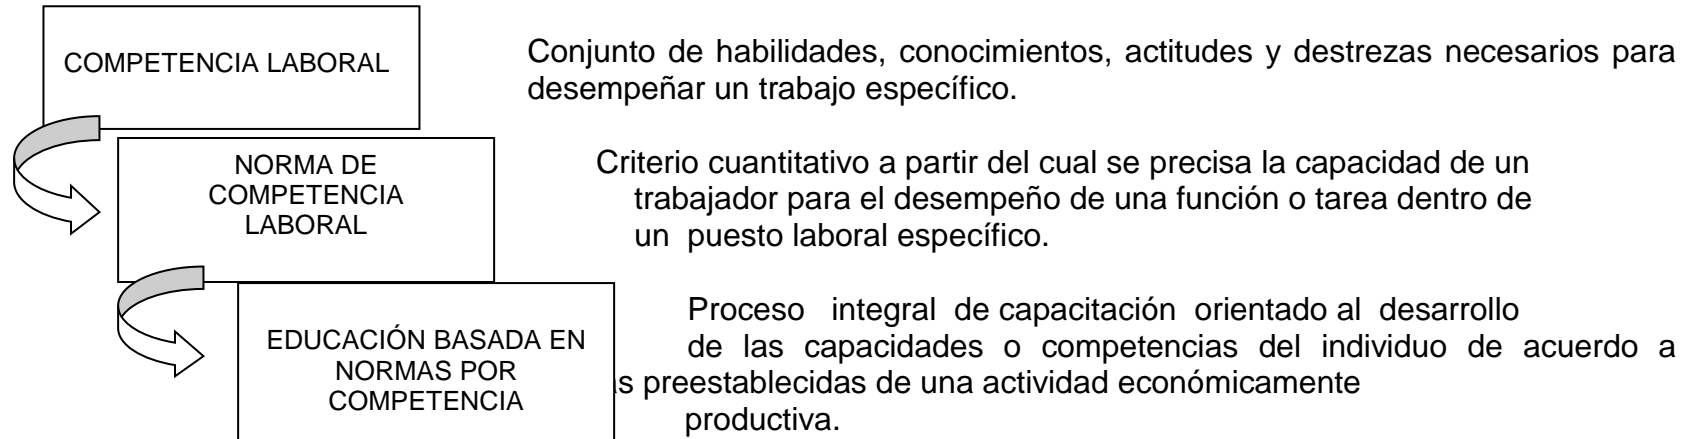 COMPETENCIA LABORAL
Conjunto de habilidades, conocimientos, actitudes y destrezas necesarios para
desempeñar un trabajo específico.
NORMA DE
COMPETENCIA
LABORAL
Criterio cuantitativo a partir del cual se precisa la capacidad de un
trabajador para el desempeño de una función o tarea dentro de
un puesto laboral específico.
EDUCACIÓN BASADA EN
NORMAS POR
COMPETENCIA
Proceso integral de capacitación orientado al desarrollo
de las capacidades o competencias del individuo de acuerdo a
preestablecidas de una actividad económicamente
productiva.